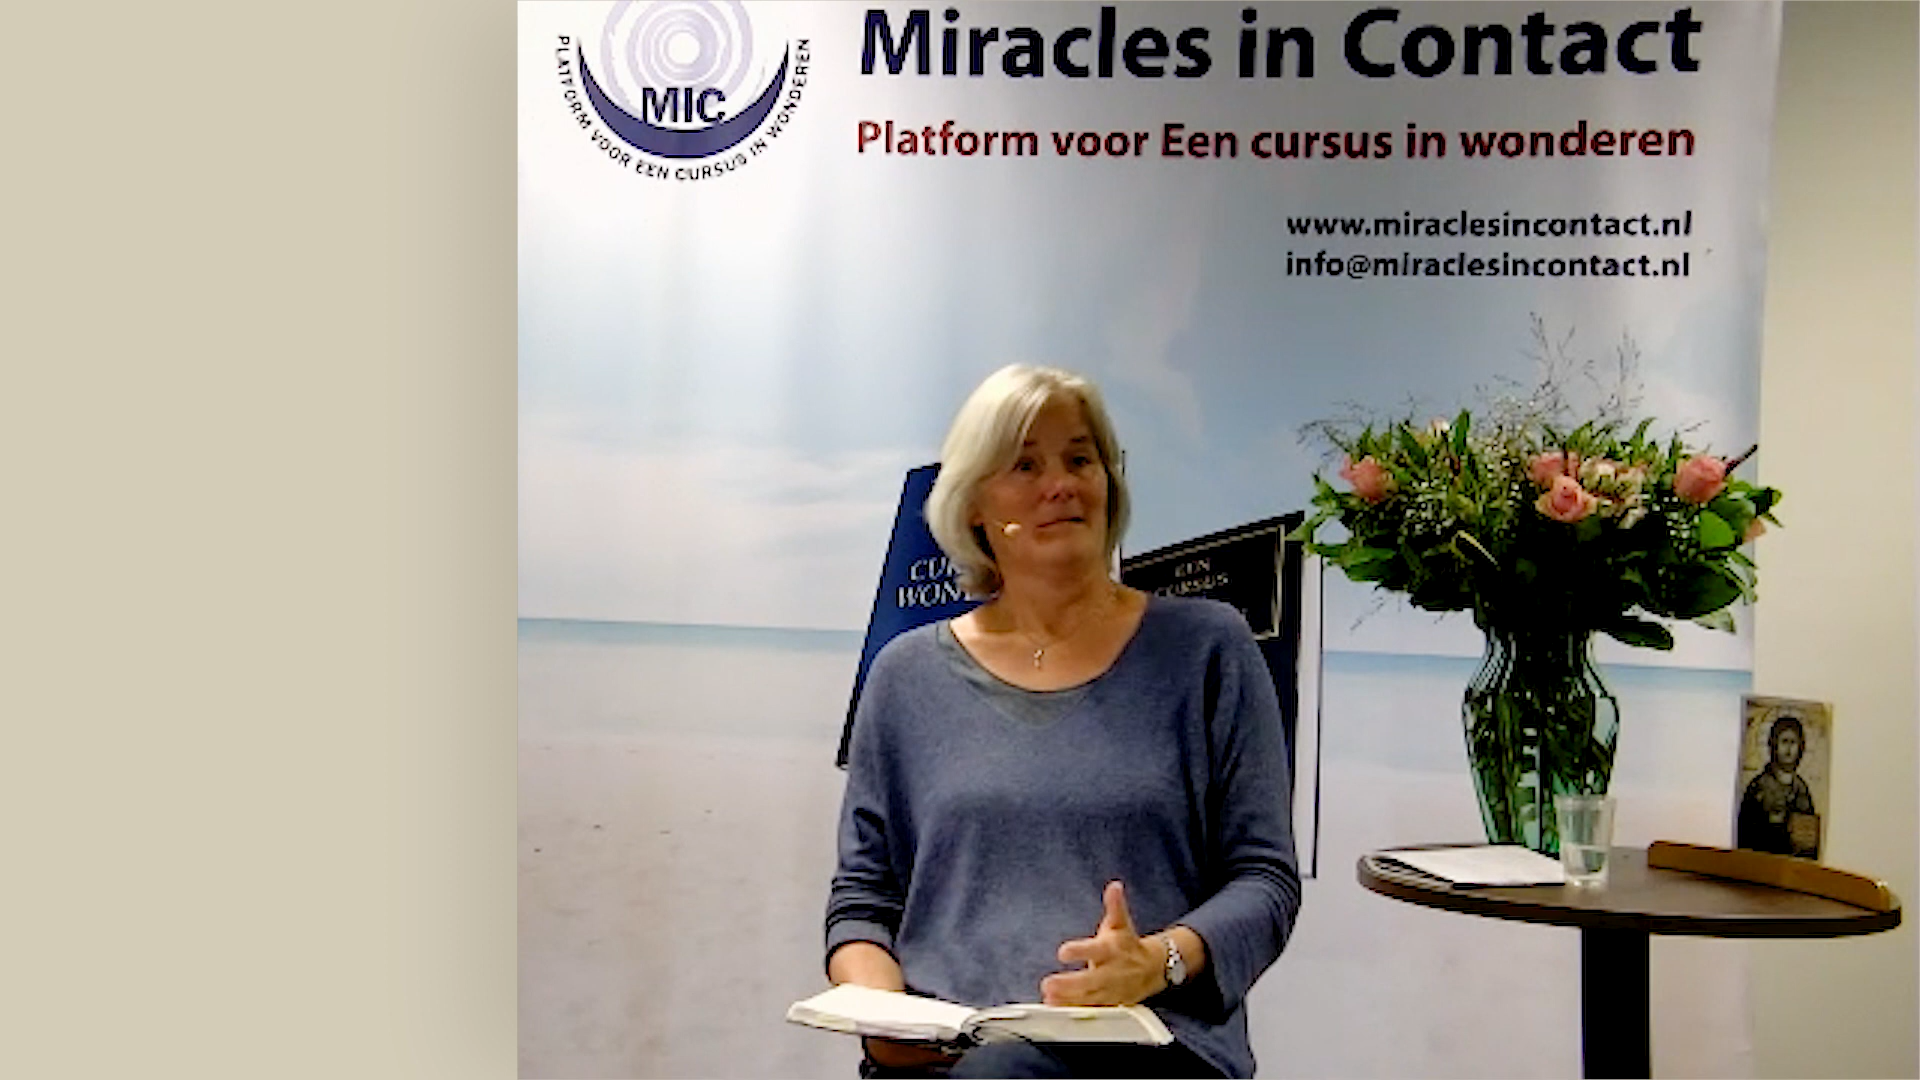 Miracles in Contact
Platform voor Een cursus in wonderen
www.miraclesincontact.nl
info@miraclesincontact.nl
MIC
PLATFORM VOOR EEN CURSUS IN WONDEREN
EEN
CURSUS